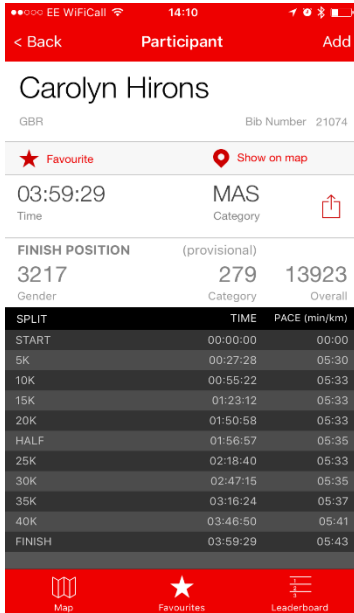 EE WiFiCall 14:10
< Back Participant Add
Carolyn Hirons
GBR Bib Number 21074
Favourite Show on map
03:59:29 MAS
Time Category
FINISH POSITION (provisional)
3217 279 13923
Gender Category Overall
SPLIT TIME PACE (min/km)
START 00:00:00 00:00
5K 00:27:28 05:30
10K 00:55:22 05:33
15K 01:23:12 05:33
20K 01:50:58 05:33
HALF 01:56:57 05:35
25K 02:18:40 05:33
30K 02:47:15 05:35
35K 03:16:24 05:37
40K 03:46:50 05:41
FINISH 03:59:29 05:43
Map Favourites Leaderboard